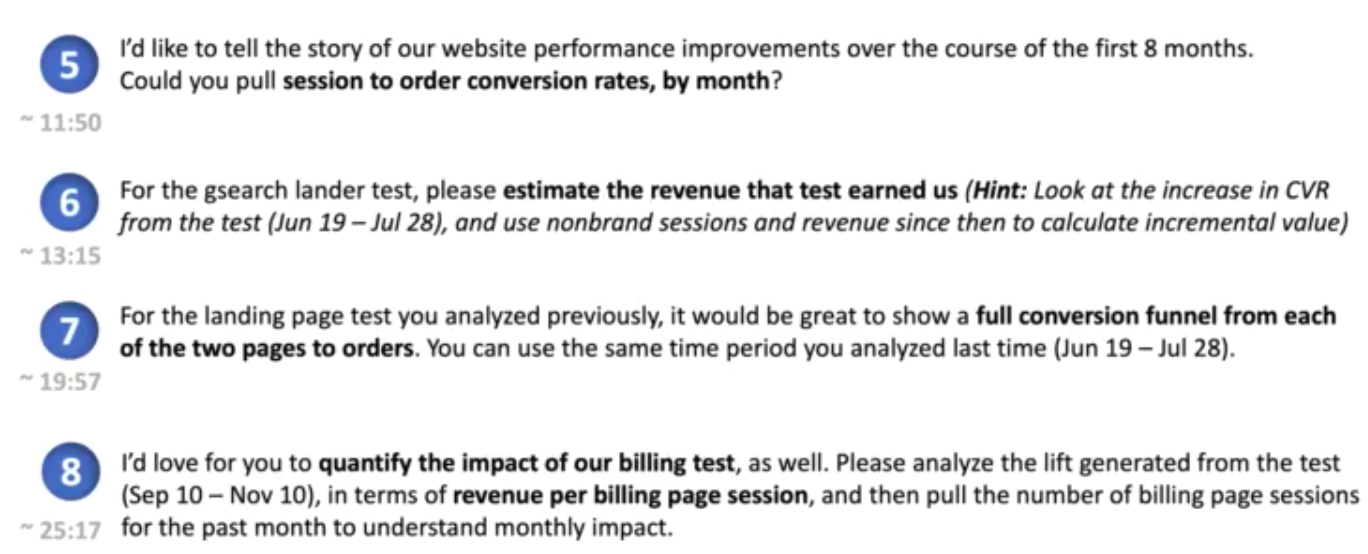 5
I'd like to tell the story of our website performance improvements over the course of the first 8 months.
Could you pull session to order conversion rates, by month?
~ 11:50
6
For the gsearch lander test, please estimate the revenue that test earned us (Hint: Look at the increase in CVR
from the test (Jun 19 – Jul 28), and use nonbrand sessions and revenue since then to calculate incremental value)
~ 13:15
7
For the landing page test you analyzed previously, it would be great to show a full conversion funnel from each
of the two pages to orders. You can use the same time period you analyzed last time (Jun 19 – Jul 28).
~ 19:57
8
I'd love for you to quantify the impact of our billing test, as well. Please analyze the lift generated from the test
(Sep 10 – Nov 10), in terms of revenue per billing page session, and then pull the number of billing page sessions
for the past month to understand monthly impact.
~ 25:17